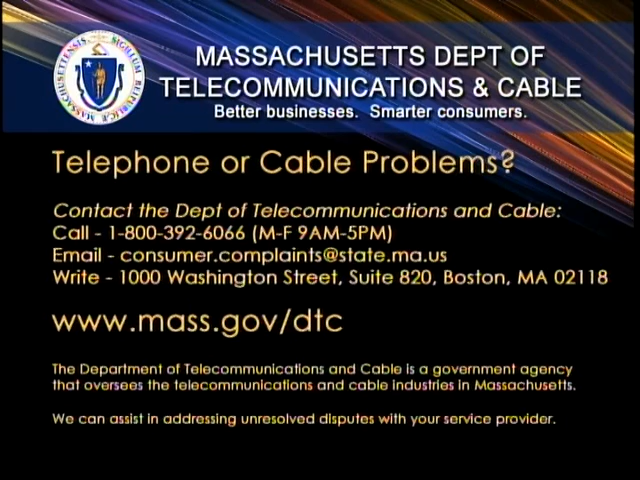 MASSACHUSETTS DEPT OF
TELECOMMUNICATIONS & CABLE
Better businesses. Smarter consumers.
Telephone or Cable Problems?
Contact the Dept of Telecommunications and Cable:
Call - 1-800-392-6066 (M-F 9AM-5PM)
Email - consumer.complaints@state.ma.us
Write - 1000 Washington Street, Suite 820, Boston, MA 02118
www.mass.gov/dtc
The Department of Telecommunications and Cable is a government agency
that oversees the telecommunications and cable industries in Massachusetts.
We can assist in addressing unresolved disputes with your service provider.